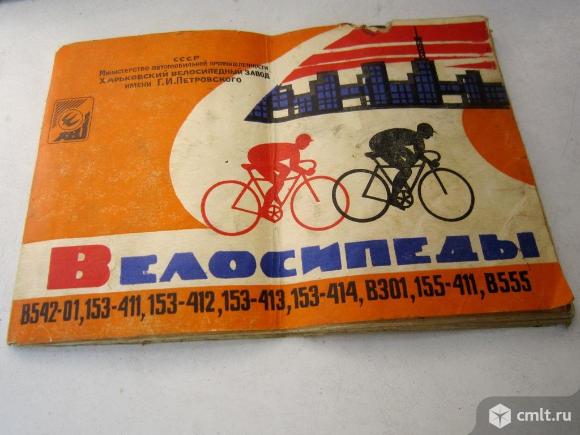 СССР
Министерство автомобильной промышленности
Харьковский велосипедный завод
имени Г.И.Петровского
Велосипеды
В542-01, 153-411, 153-412, 153-413, 153-414, В301, 155-411, В555
cmlt.ru